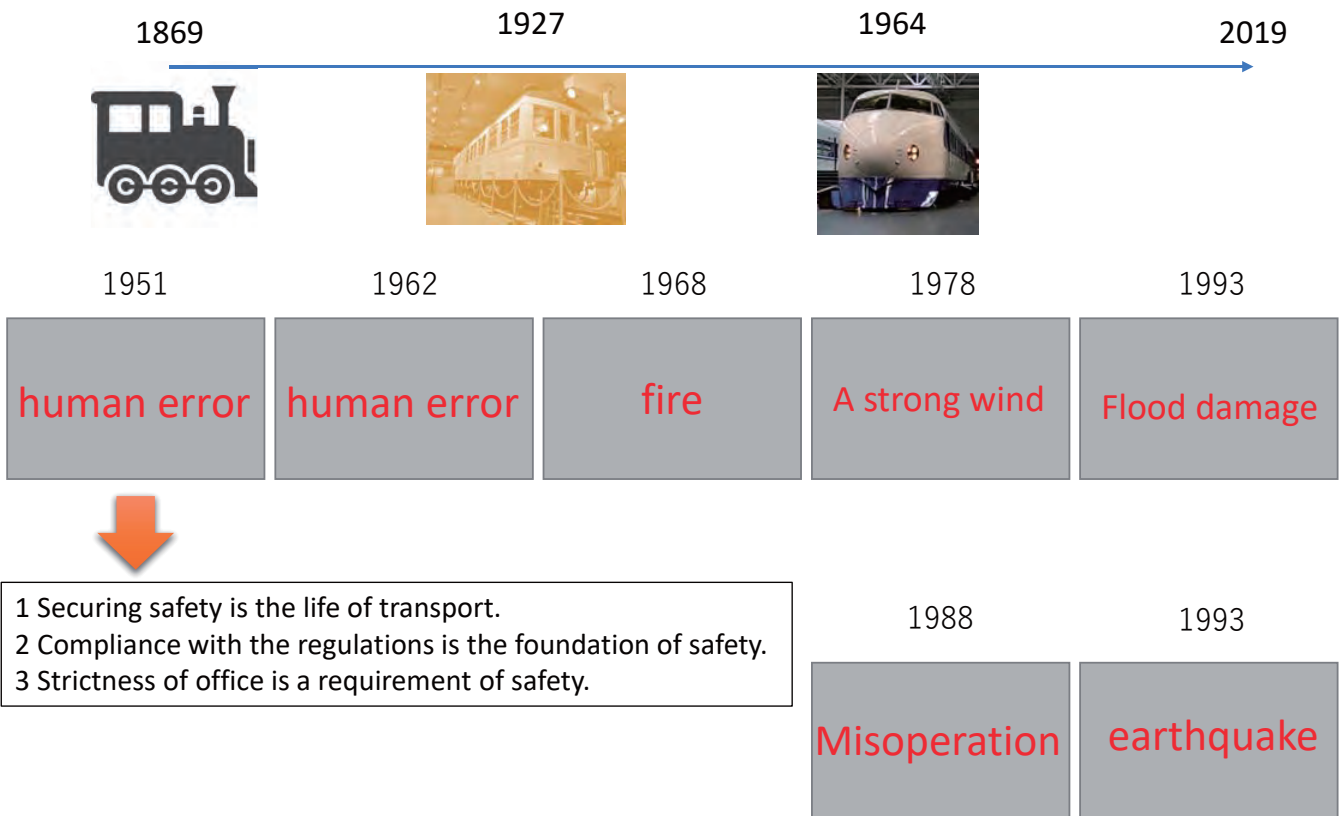 1869
1927
1964
2019
1951
1962
1968
1978
1993
human error
human error
fire
A strong wind
Flood damage
1 Securing safety is the life of transport.
2 Compliance with the regulations is the foundation of safety.
3 Strictness of office is a requirement of safety.
1988
1993
Misoperation
earthquake